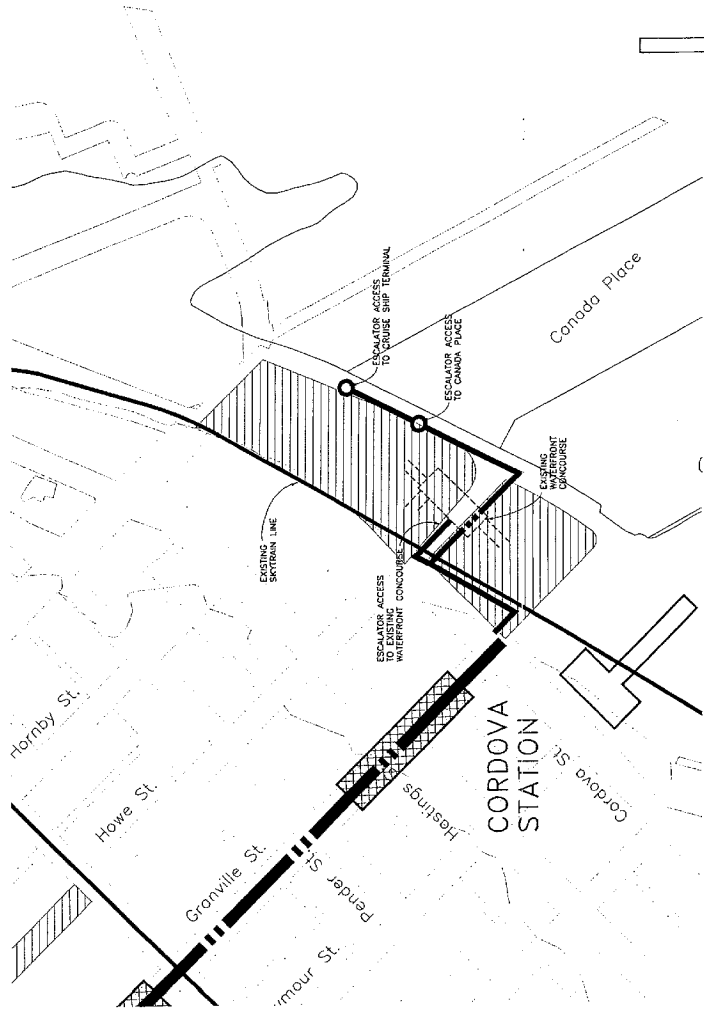 ESCALATOR ACCESS
TO CRUISE SHIP TERMINAL
ESCALATOR ACCESS
TO CANADA PLACE
Canada Place
EXISTING
SKYTRAIN LINE
EXISTING
WATERFRONT
CONCOURSE
ESCALATOR ACCESS
TO EXISTING
WATERFRONT CONCOURSE
Hornby St.
Howe St.
Granville St.
Pender St.
Hastings
ymour St.
CORDOVA
STATION
Cordova St